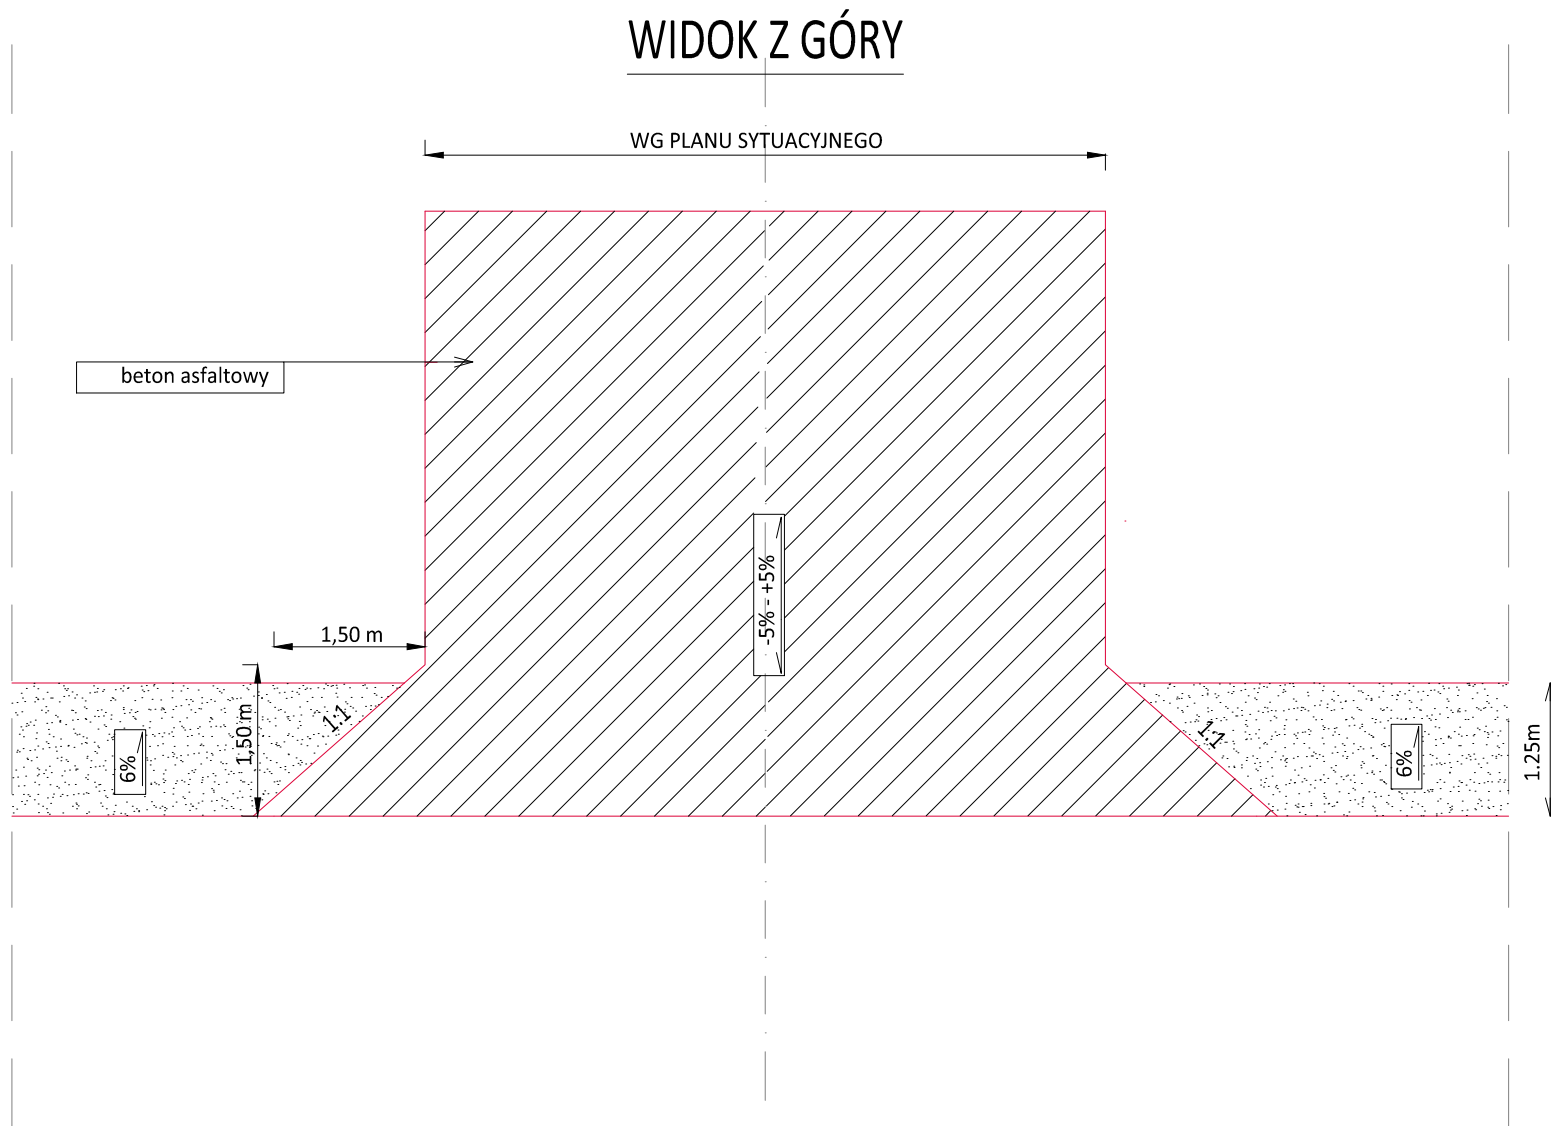 WIDOK Z GÓRY
WG PLANU SYTUACYJNEGO
beton asfaltowy
-5% - +5%
1,50 m
1,50 m
1:1
1:1
6%
6%
1.25m